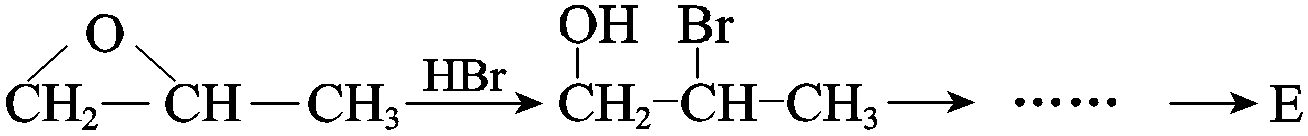 O OH Br
CH₂—CH—CH₃ HBr CH₂-CH-CH₃ ...... E